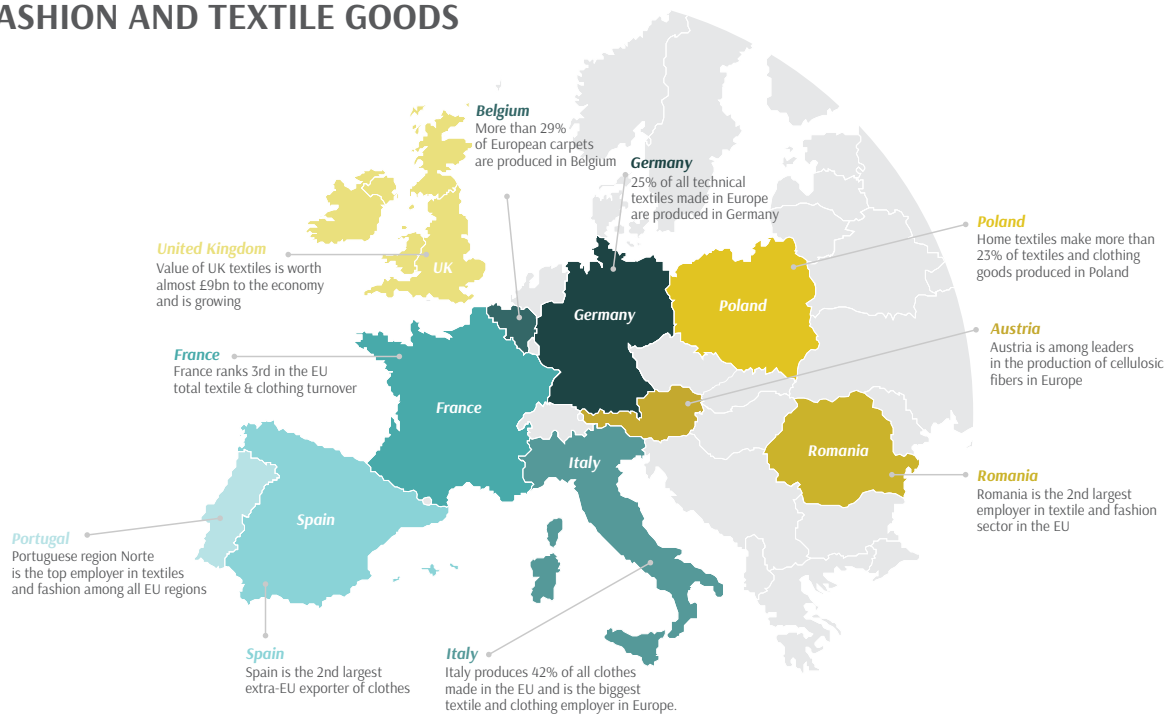 ASHION AND TEXTILE GOODS
Belgium
More than 29%
of European carpets
are produced in Belgium
Germany
25% of all technical
textiles made in Europe
are produced in Germany
United Kingdom
Value of UK textiles is worth
almost £9bn to the economy
and is growing
UK
Poland
Home textiles make more than
23% of textiles and clothing
goods produced in Poland
Germany
Poland
Austria
Austria is among leaders
in the production of cellulosic
fibers in Europe
France
France ranks 3rd in the EU
total textile & clothing turnover
France
Italy
Romania
Romania
Romania is the 2nd largest
employer in textile and fashion
sector in the EU
Spain
Portugal
Portuguese region Norte
is the top employer in textiles
and fashion among all EU regions
Spain
Spain is the 2nd largest
extra-EU exporter of clothes
Italy
Italy produces 42% of all clothes
made in the EU and is the biggest
textile and clothing employer in Europe.